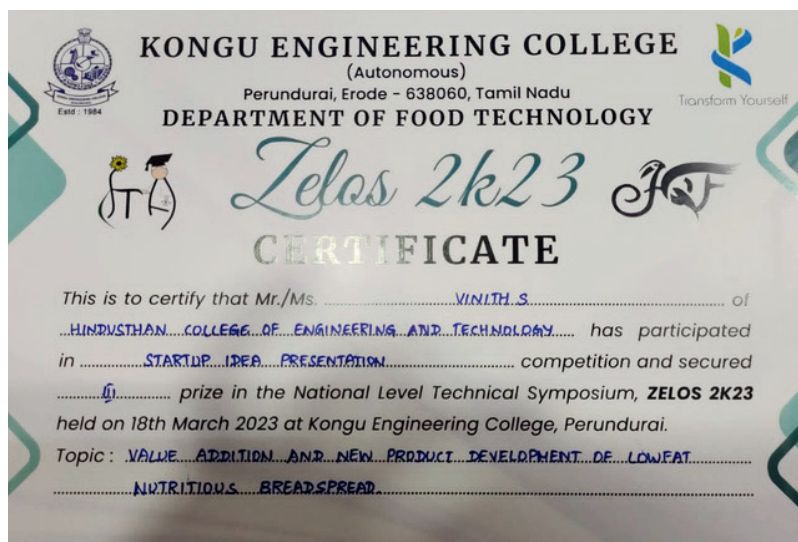 KONGU ENGINEERING COLLEGE
(Autonomous)
Perundurai, Erode - 638060, Tamil Nadu
Estd : 1984
Transform Yourself
DEPARTMENT OF FOOD TECHNOLOGY
Zelos 2k23
CERTIFICATE
This is to certify that Mr./Ms. VINITH S of
HINDUSTHAN COLLEGE OF ENGINEERING AND TECHNOLOGY has participated
in STARTUP IDEA PRESENTATION competition and secured
II prize in the National Level Technical Symposium, ZELOS 2K23
held on 18th March 2023 at Kongu Engineering College, Perundurai.
Topic : VALUE ADDITION AND NEW PRODUCT DEVELOPMENT OF LOWFAT
NUTRITIOUS BREADSPREAD.